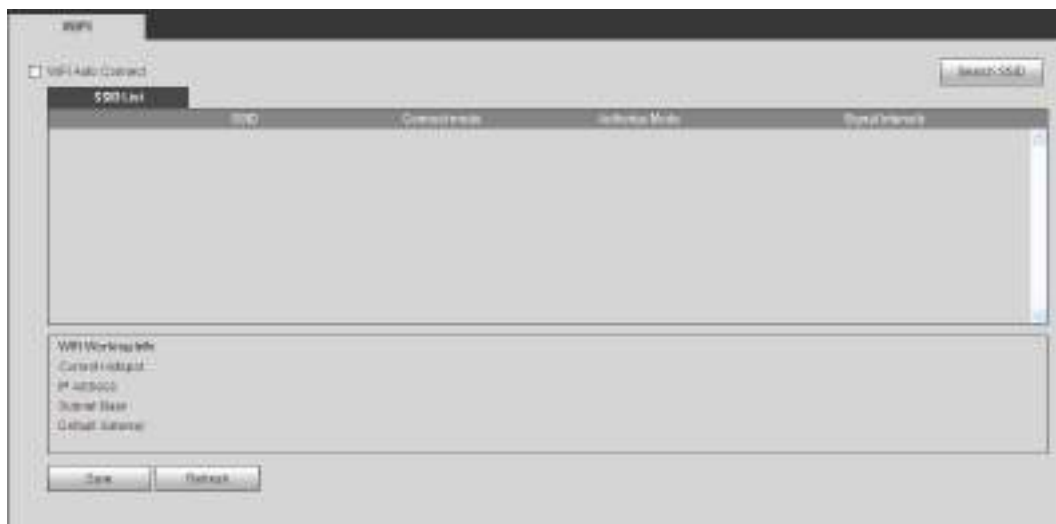 WIFI
WIFI Auto Connect
Search SSID
SSID List
SSID Connect mode Authorise Mode Signal Intensity
WIFI Working Info
Current Hotspot
IP Address
Subnet Mask
Default Gateway
Save Refresh